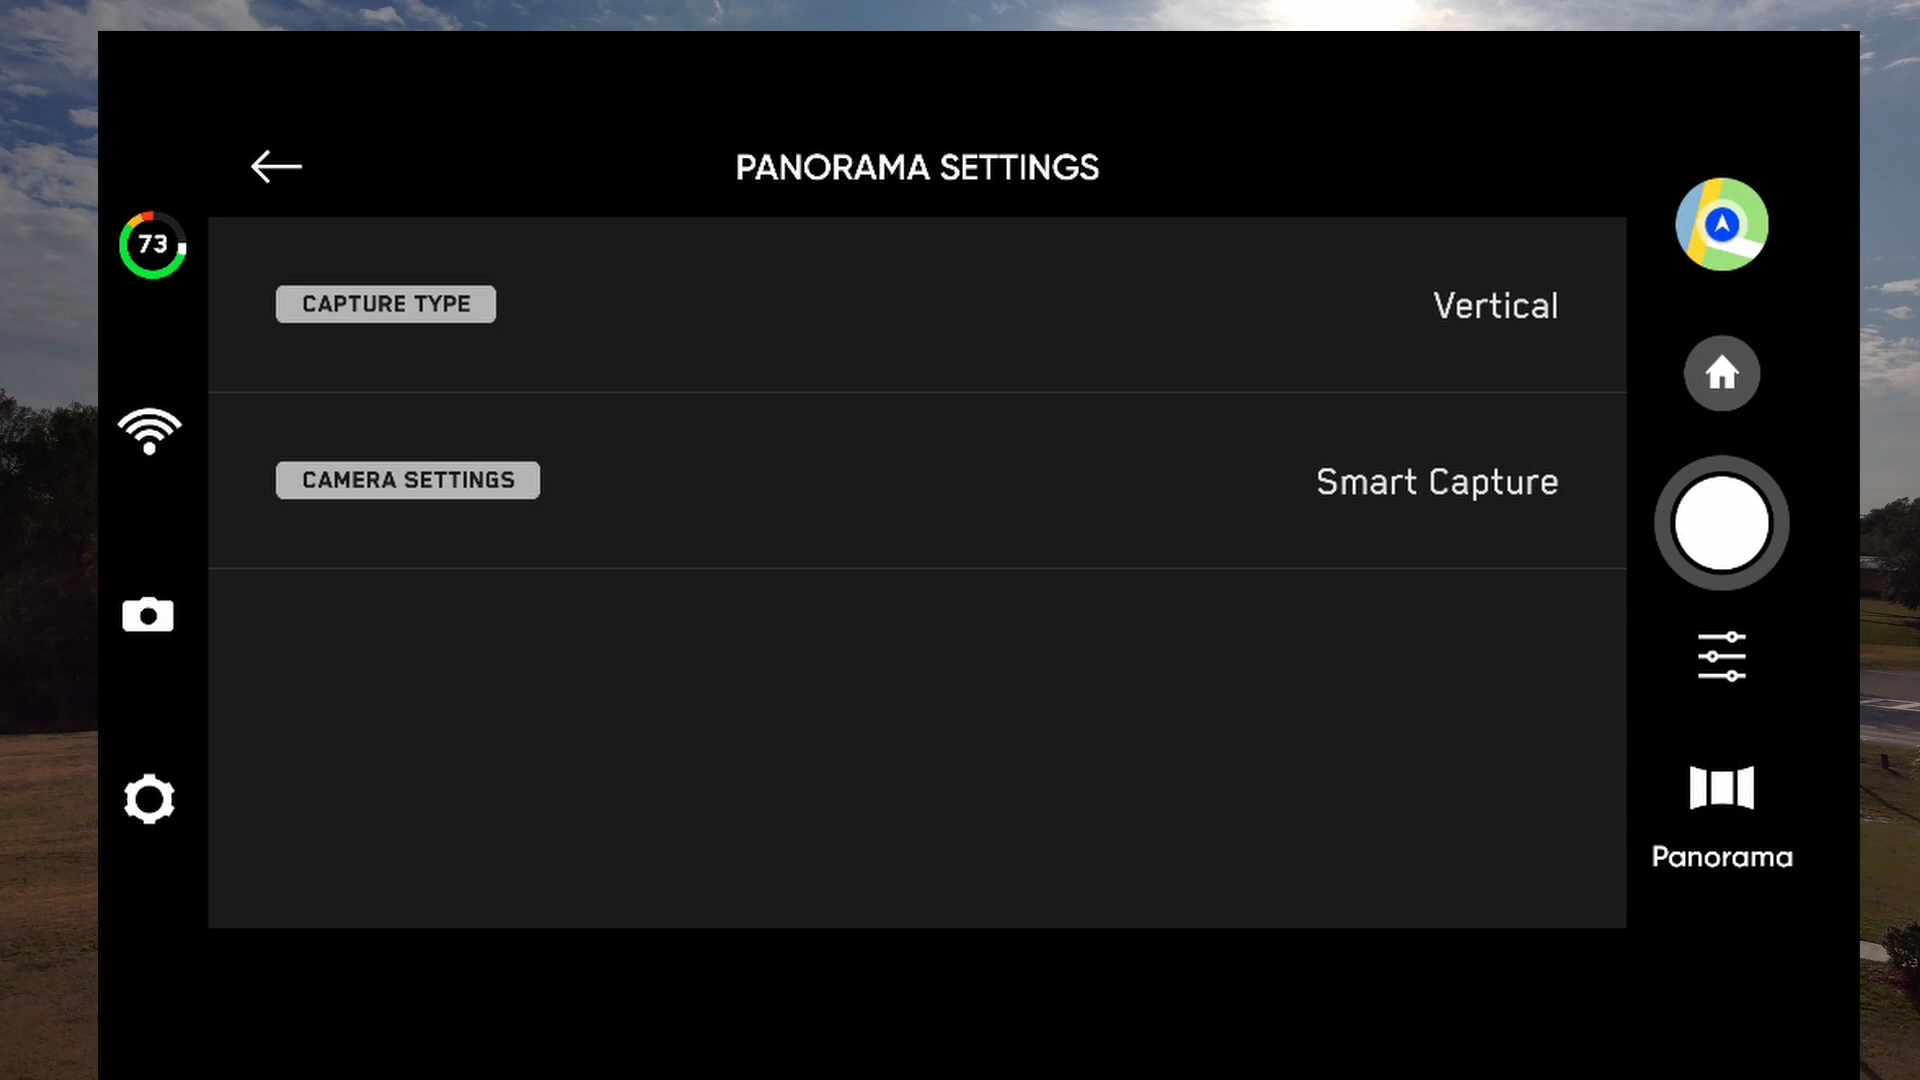 PANORAMA SETTINGS
73
CAPTURE TYPE
Vertical
CAMERA SETTINGS
Smart Capture
Panorama